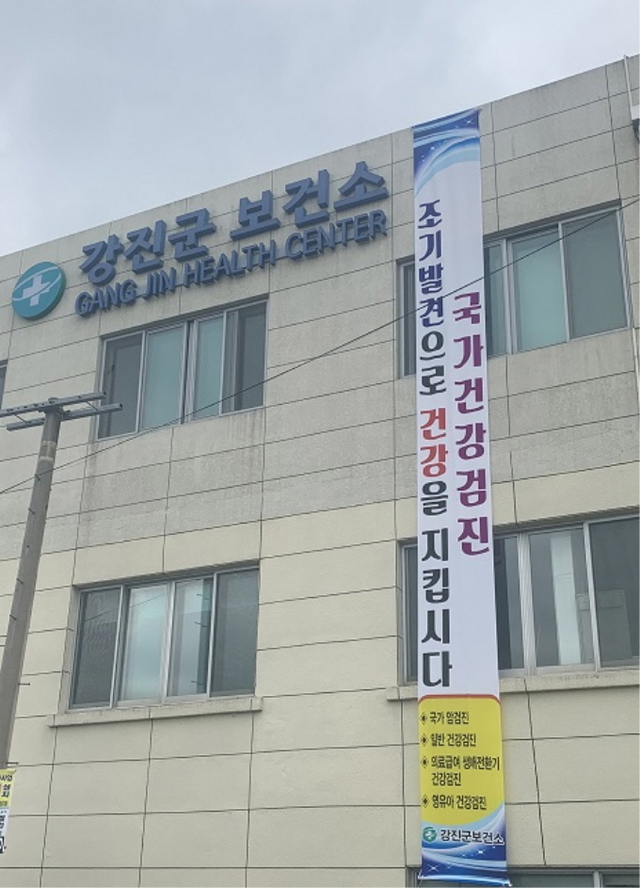 강진군 보건소
GANG JIN HEALTH CENTER
국가건강검진
조기발견으로 건강을 지킵시다
국가 암검진
일반 건강검진
의료급여 생애전환기
건강검진
영유아 건강검진
강진군보건소